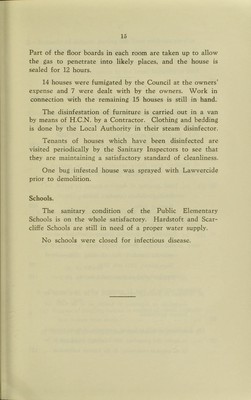 15
Part of the floor boards in each room are taken up to allow
the gas to penetrate into likely places, and the house is
sealed for 12 hours.
14 houses were fumigated by the Council at the owners'
expense and 7 were dealt with by the owners. Work in
connection with the remaining 15 houses is still in hand.
The disinfestation of furniture is carried out in a van
by means of H.C.N. by a Contractor. Clothing and bedding
is done by the Local Authority in their steam disinfector.
Tenants of houses which have been disinfected are
visited periodically by the Sanitary Inspectors to see that
they are maintaining a satisfactory standard of cleanliness.
One bug infested house was sprayed with Lawvercide
prior to demolition.
Schools.
The sanitary condition of the Public Elementary
Schools is on the whole satisfactory. Hardstoft and Scar-
cliffe Schools are still in need of a proper water supply.
No schools were closed for infectious disease.